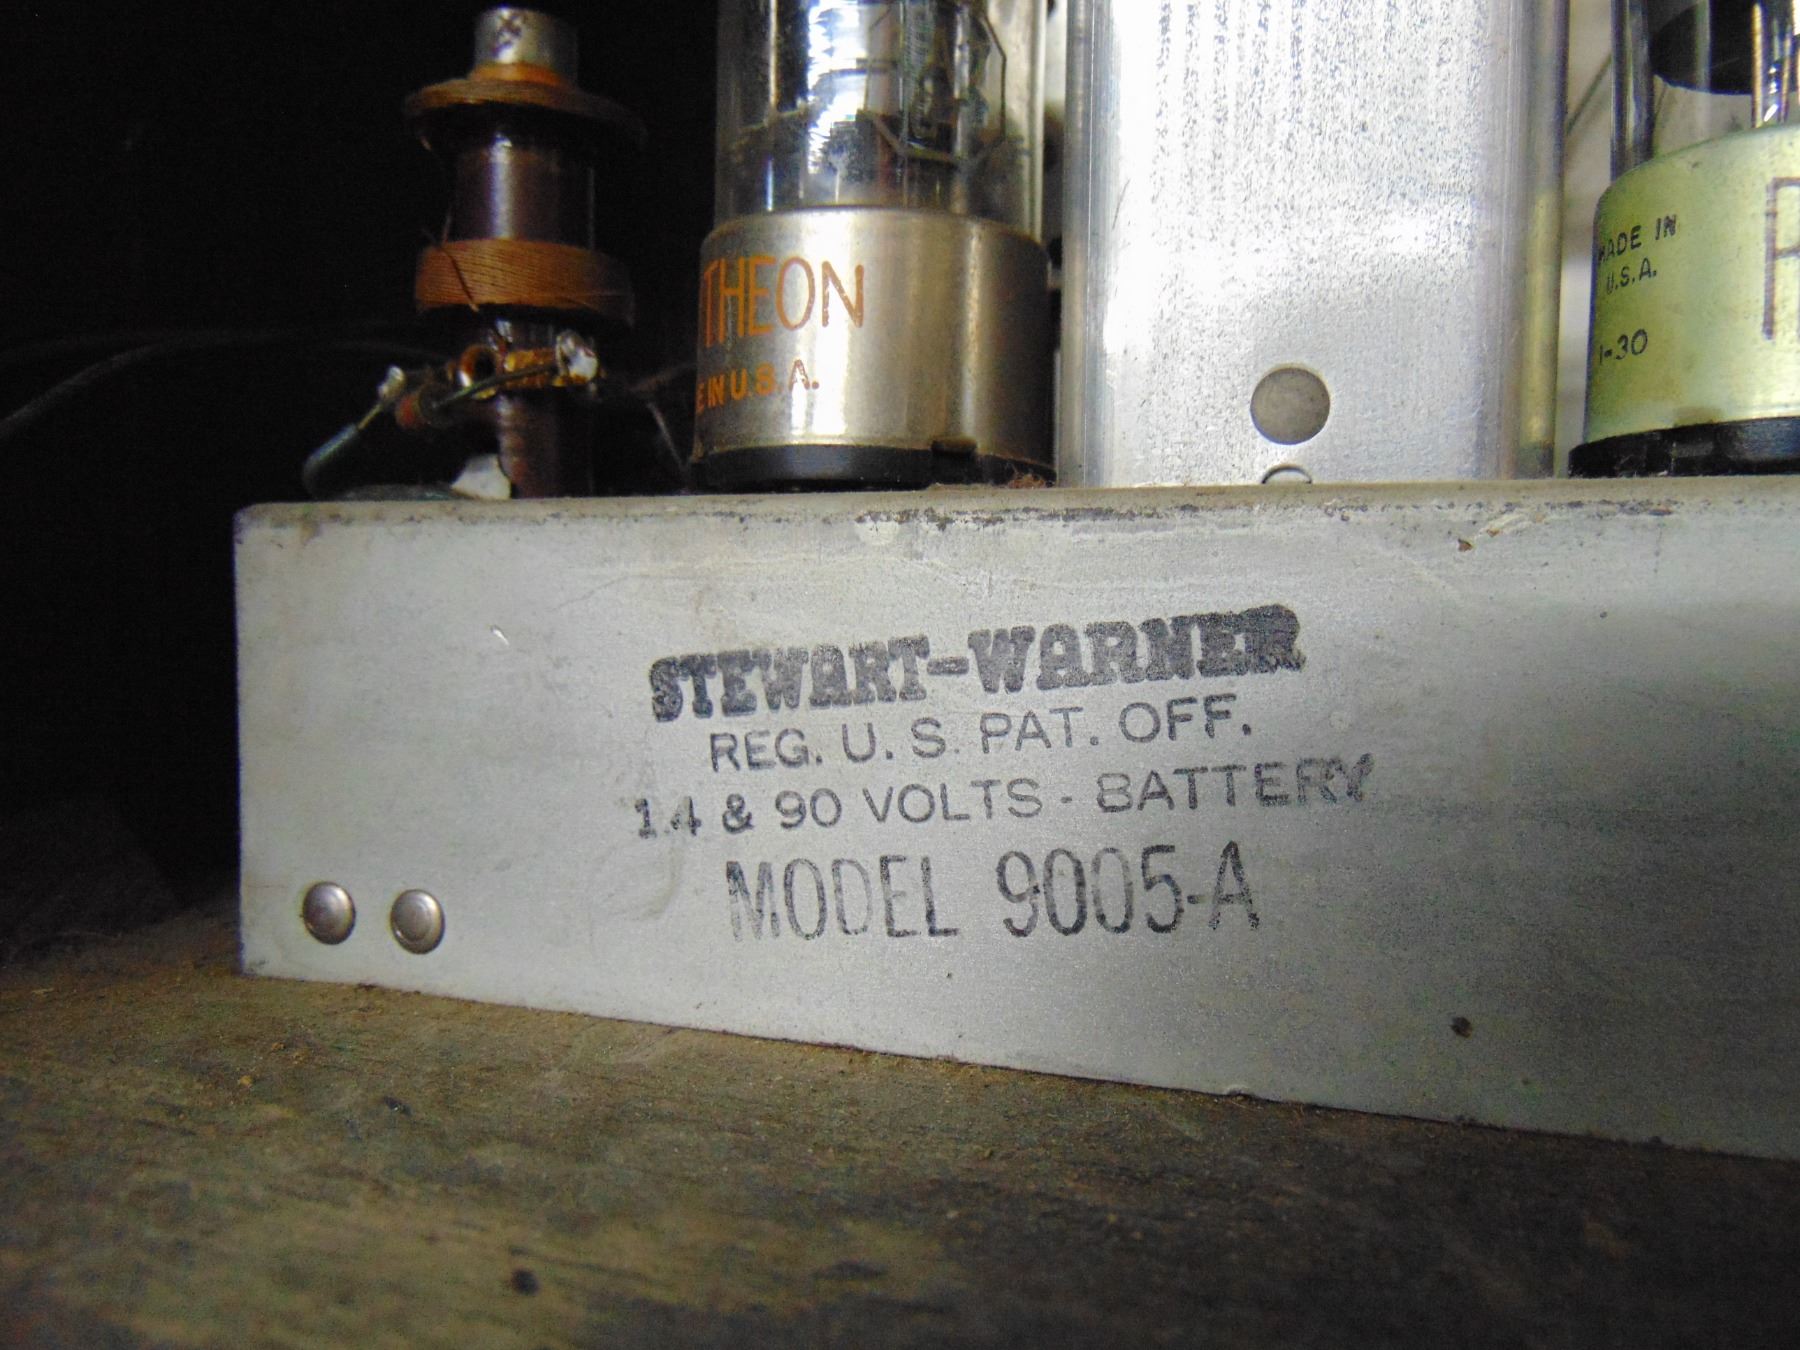 THEON
E IN U.S.A.
MADE IN
U.S.A.
1-30
R
STEWART-WARNER
REG. U. S. PAT. OFF.
1.4 & 90 VOLTS - BATTERY
MODEL 9005-A